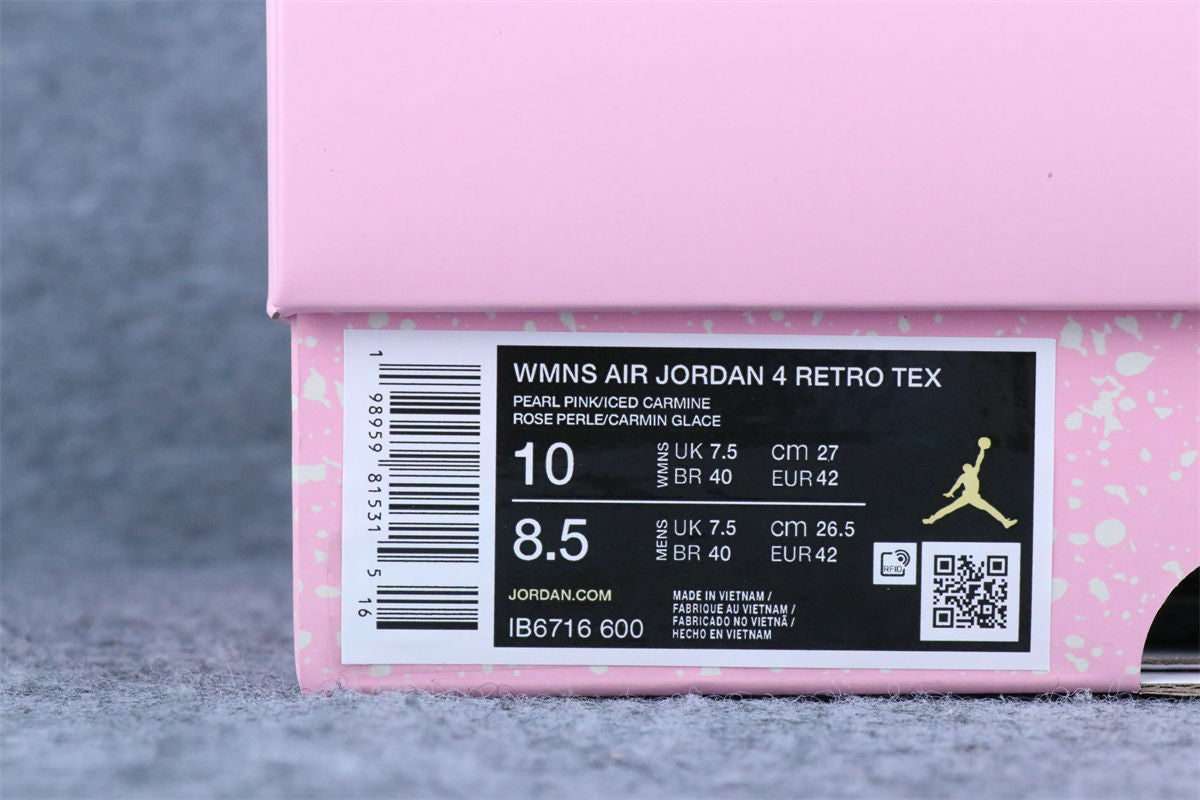 WMNS AIR JORDAN 4 RETRO TEX
PEARL PINK/ICED CARMINE
ROSE PERLE/CARMIN GLACE
10 WMNS UK 7.5 cm 27
BR 40 EUR 42
8.5 MENS UK 7.5 cm 26.5
BR 40 EUR 42
JORDAN.COM
IB6716 600
MADE IN VIETNAM /
FABRIQUE AU VIETNAM /
FABRICADO NO VIETNÃ /
HECHO EN VIETNAM
RFID
1 98959 81531 5 16